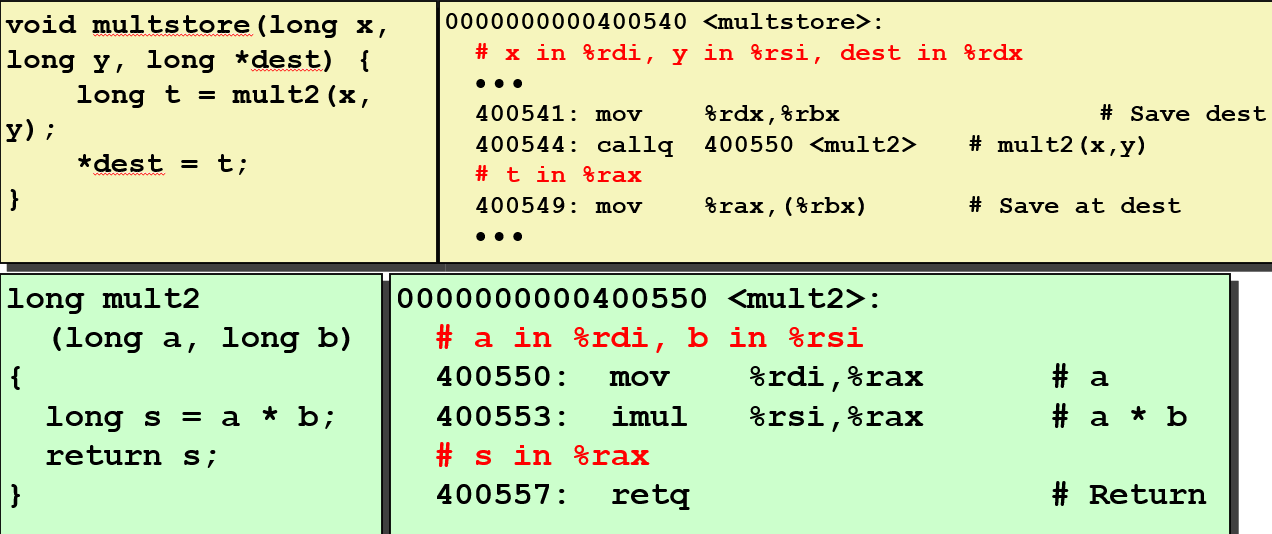 void multstore(long x,
long y, long *dest) {
    long t = mult2(x,
y);
    *dest = t;
}
0000000000400540 <multstore>:
  # x in %rdi, y in %rsi, dest in %rdx
  •••
  400541: mov    %rdx,%rbx                 # Save dest
  400544: callq  400550 <mult2>    # mult2(x,y)
  # t in %rax
  400549: mov    %rax,(%rbx)       # Save at dest
  •••
long mult2
  (long a, long b)
{
  long s = a * b;
  return s;
}
0000000000400550 <mult2>:
  # a in %rdi, b in %rsi
  400550:  mov    %rdi,%rax       # a
  400553:  imul   %rsi,%rax       # a * b
  # s in %rax
  400557:  retq                   # Return